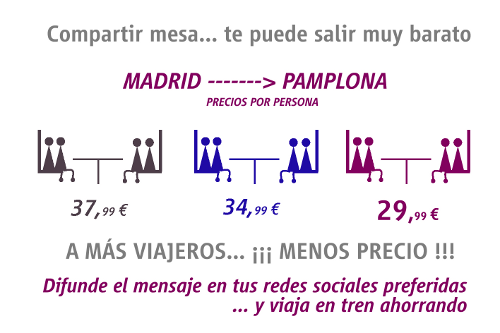 Compartir mesa... te puede salir muy barato
MADRID -------> PAMPLONA
PRECIOS POR PERSONA
37,99 € 34,99 € 29,99 €
A MÁS VIAJEROS... ¡¡¡ MENOS PRECIO !!!
Difunde el mensaje en tus redes sociales preferidas
... y viaja en tren ahorrando